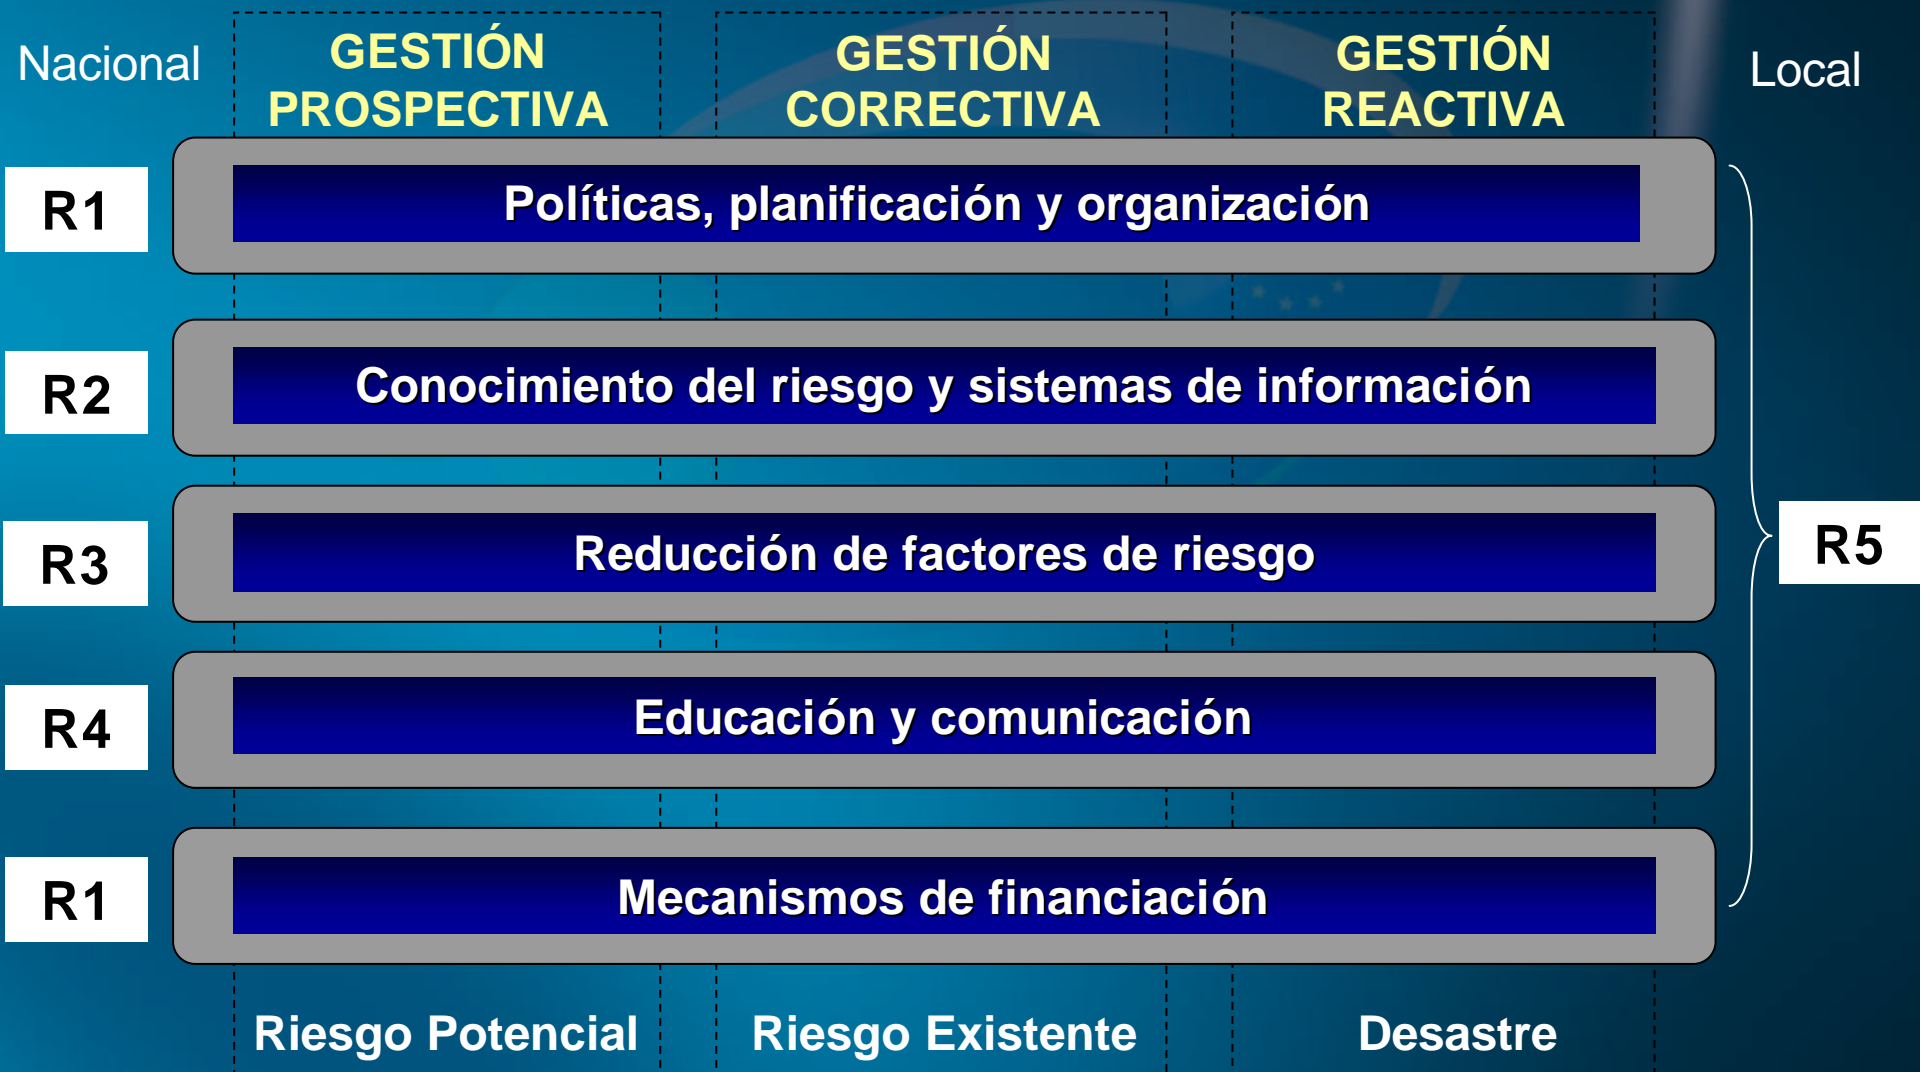 Nacional
GESTIÓN
PROSPECTIVA
GESTIÓN
CORRECTIVA
GESTIÓN
REACTIVA
Local
R1
Políticas, planificación y organización
R2
Conocimiento del riesgo y sistemas de información
R3
Reducción de factores de riesgo
R5
R4
Educación y comunicación
R1
Mecanismos de financiación
Riesgo Potencial
Riesgo Existente
Desastre